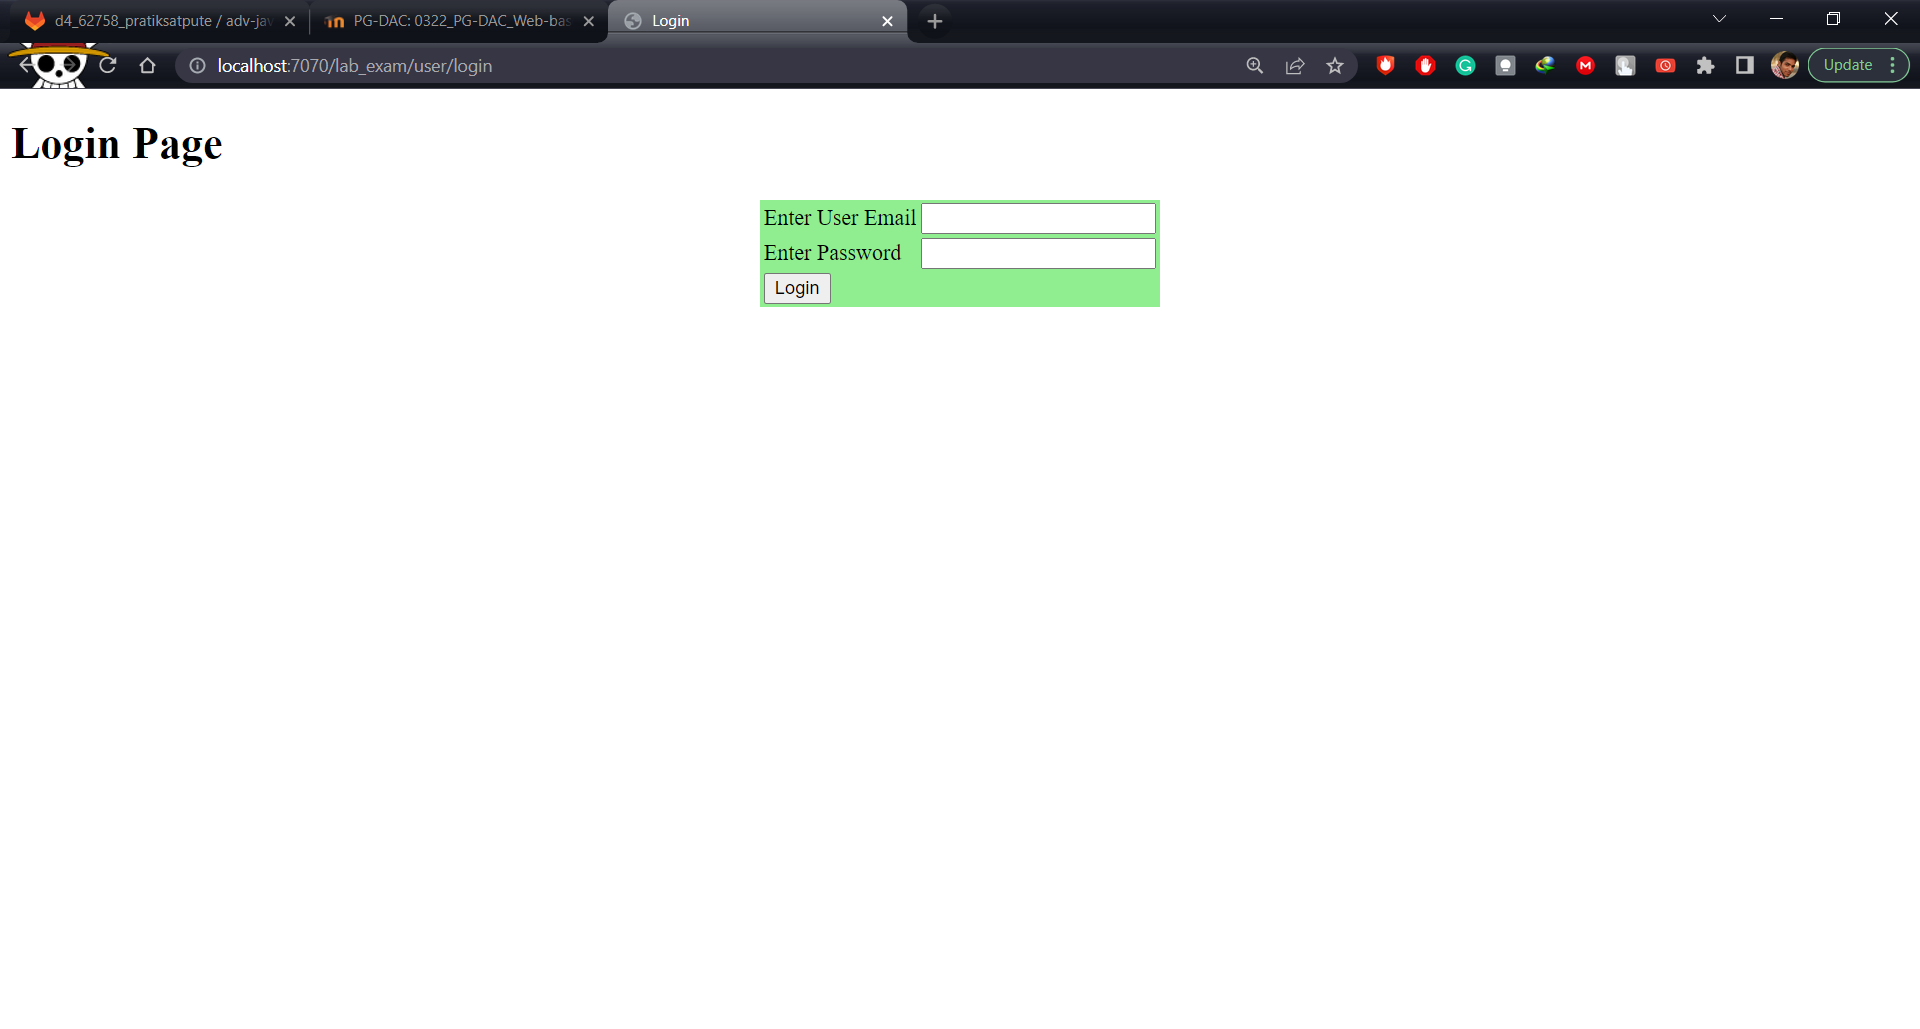 d4_62758_pratiksatpute / adv-jav
PG-DAC: 0322_PG-DAC_Web-bas
Login
localhost:7070/lab_exam/user/login
Update
Login Page
Enter User Email
Enter Password
Login